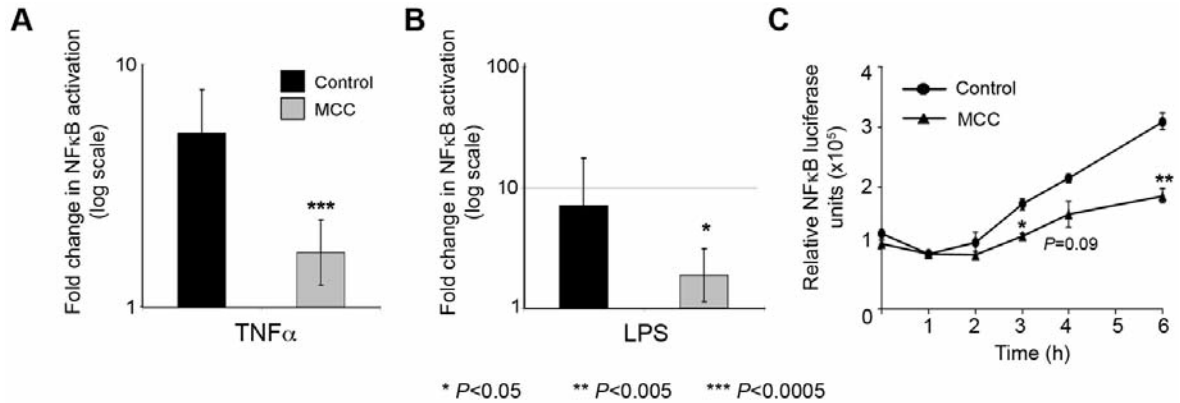 A
Fold change in NFκB activation
(log scale)
10
1
Control
MCC
***
TNFα
B
Fold change in NFκB activation
(log scale)
100
10
1
*
LPS
C
Relative NFκB luciferase
units (x10⁵)
4
3
2
1
0
Control
MCC
*
P=0.09
**
1 2 3 4 5 6
Time (h)
* P<0.05 ** P<0.005 *** P<0.0005